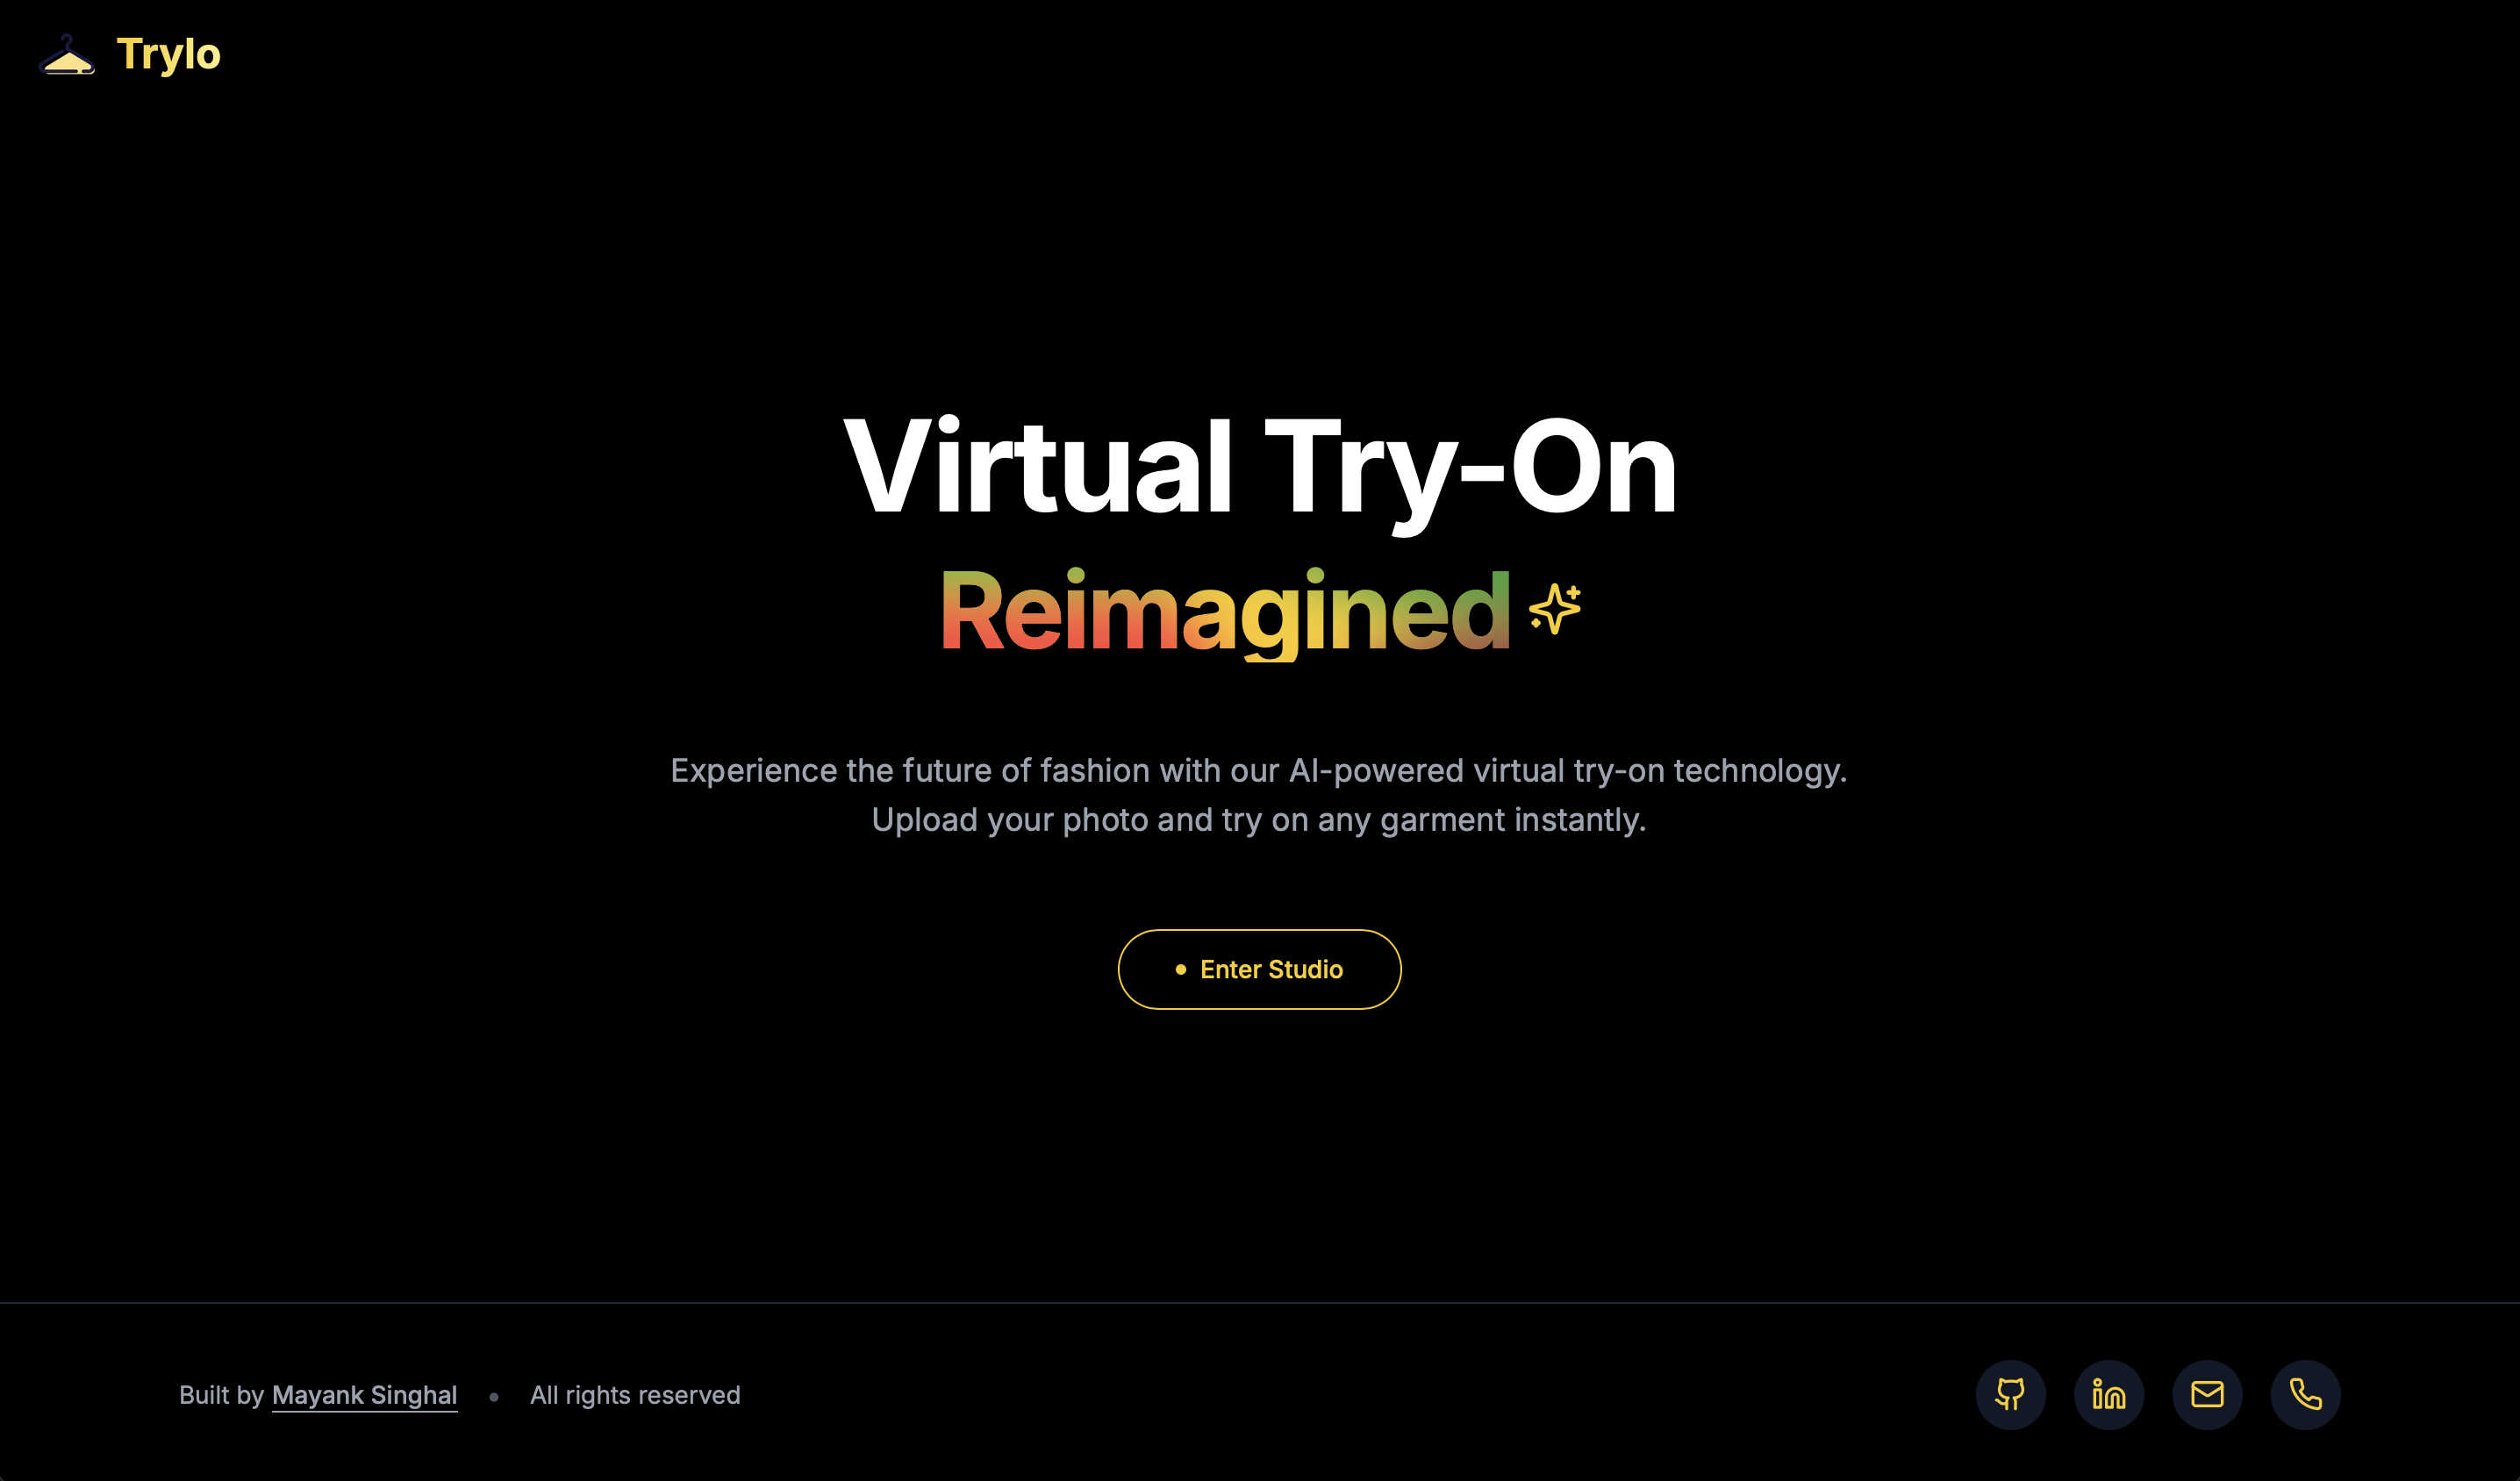 Trylo
Virtual Try-On
Reimagined
Experience the future of fashion with our AI-powered virtual try-on technology.
Upload your photo and try on any garment instantly.
Enter Studio
Built by Mayank Singhal • All rights reserved